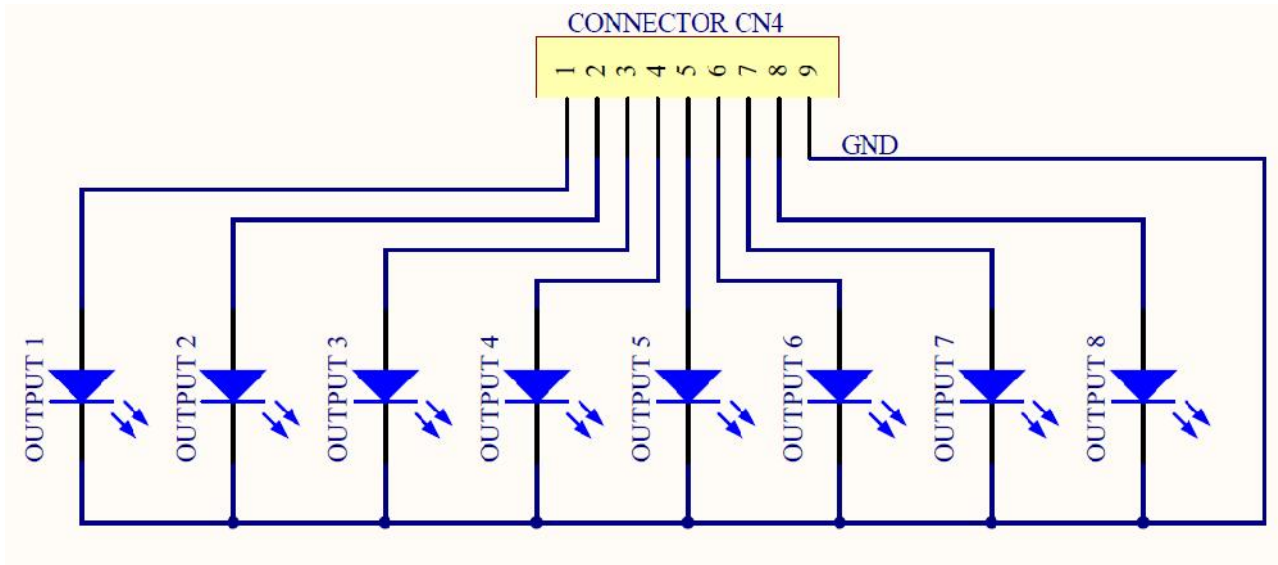 CONNECTOR CN4
1 2 3 4 5 6 7 8 9
GND
OUTPUT 1
OUTPUT 2
OUTPUT 3
OUTPUT 4
OUTPUT 5
OUTPUT 6
OUTPUT 7
OUTPUT 8